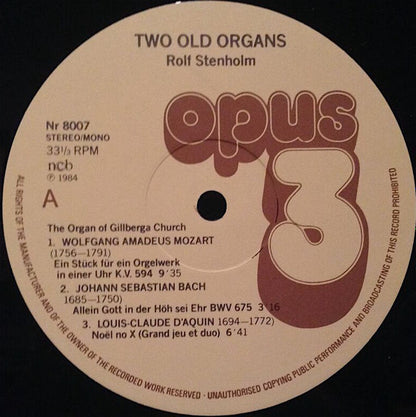 TWO OLD ORGANS
Rolf Stenholm
opus
3
Nr 8007
STEREO/MONO
33⅓ RPM
ncb
℗ 1984
A
The Organ of Gillberga Church
1. WOLFGANG AMADEUS MOZART
(1756—1791)
Ein Stück für ein Orgelwerk
in einer Uhr K.V. 594 9´35
2. JOHANN SEBASTIAN BACH
1685—1750)
Allein Gott in der Höh sei Ehr BWV 675 3´16
3. LOUIS-CLAUDE D'AQUIN 1694—1772)
Noël no X (Grand jeu et duo) 6´41
ALL RIGHTS OF THE MANUFACTURER AND OF THE OWNER OF THE RECORDED WORK RESERVED · UNAUTHORISED COPYING PUBLIC PERFORMANCE AND BROADCASTING OF THIS RECORD PROHIBITED